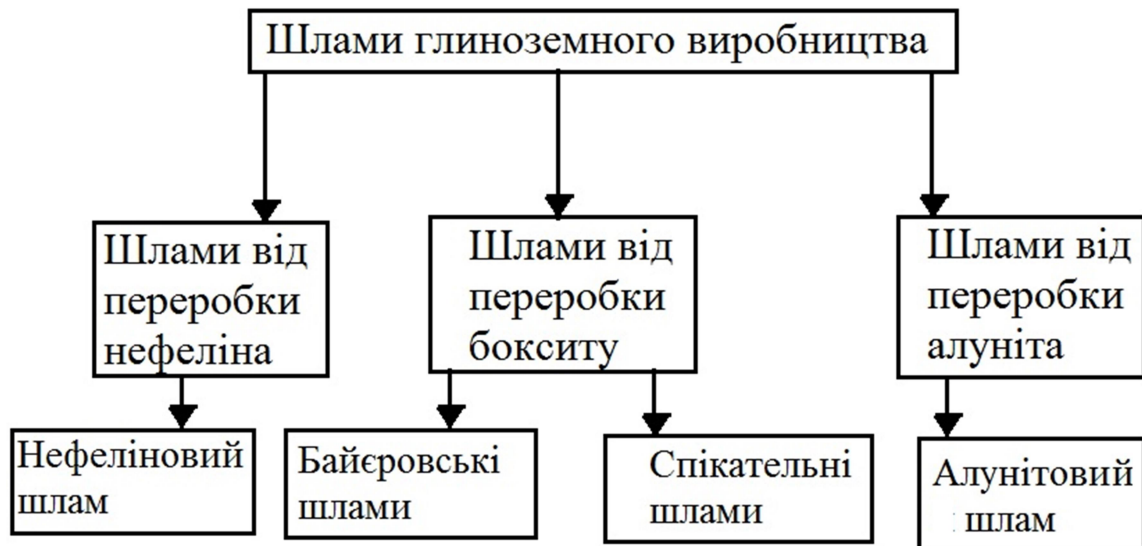 Шлами глиноземного виробництва
Шлами від
переробки
нефеліна
Шлами від
переробки
бокситу
Шлами від
переробки
алуніта
Нефеліновий
шлам
Байєровські
шлами
Спікательні
шлами
Алунітовий
шлам